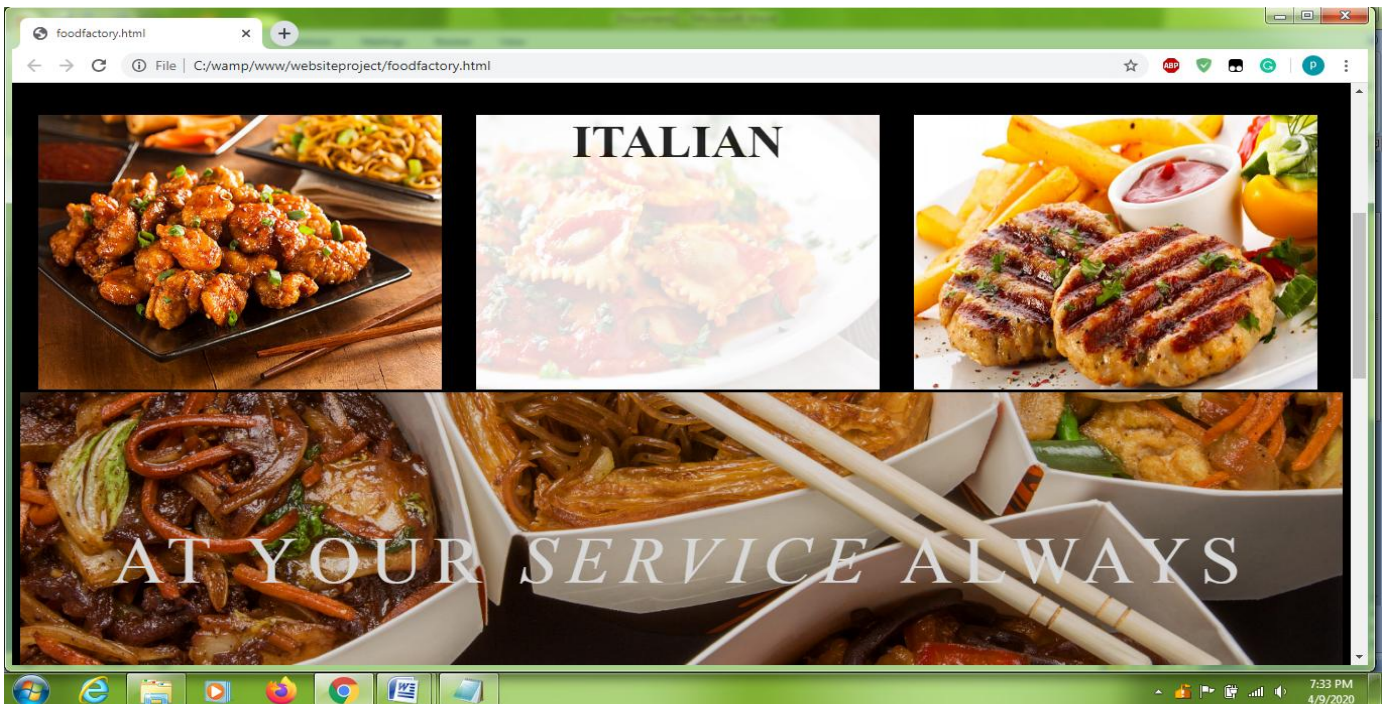 foodfactory.html
File | C:/wamp/www/websiteproject/foodfactory.html
ABP
P
ITALIAN
AT YOUR SERVICE ALWAYS
7:33 PM
4/9/2020